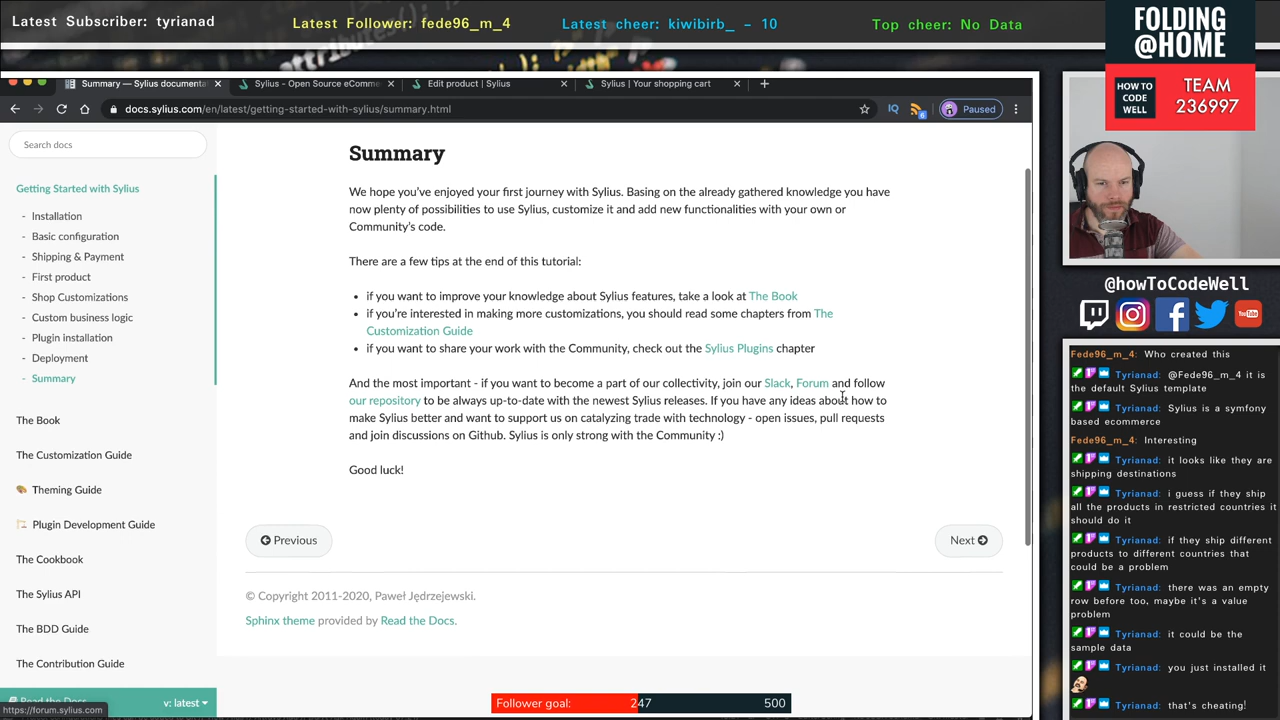 Latest Subscriber: tyrianad
Latest Follower: fede96_m_4
Latest cheer: kiwibirb_ - 10
Top cheer: No Data
FOLDING
@HOME
HOW TO
CODE
WELL
TEAM
236997
Summary — Sylius documentat
Sylius - Open Source eComme
Edit product | Sylius
Sylius | Your shopping cart
docs.sylius.com/en/latest/getting-started-with-sylius/summary.html
Paused
Search docs
Getting Started with Sylius
- Installation
- Basic configuration
- Shipping & Payment
- First product
- Shop Customizations
- Custom business logic
- Plugin installation
- Deployment
- Summary
The Book
The Customization Guide
Theming Guide
Plugin Development Guide
The Cookbook
The Sylius API
The BDD Guide
The Contribution Guide
Read the Docs
v: latest
https://forum.sylius.com
Summary
We hope you've enjoyed your first journey with Sylius. Basing on the already gathered knowledge you have
now plenty of possibilities to use Sylius, customize it and add new functionalities with your own or
Community's code.
There are a few tips at the end of this tutorial:
• if you want to improve your knowledge about Sylius features, take a look at The Book
• if you're interested in making more customizations, you should read some chapters from The
Customization Guide
• if you want to share your work with the Community, check out the Sylius Plugins chapter
And the most important - if you want to become a part of our collectivity, join our Slack, Forum and follow
our repository to be always up-to-date with the newest Sylius releases. If you have any ideas about how to
make Sylius better and want to support us on catalyzing trade with technology - open issues, pull requests
and join discussions on Github. Sylius is only strong with the Community :)
Good luck!
Previous
Next
© Copyright 2011-2020, Paweł Jędrzejewski.
Sphinx theme provided by Read the Docs.
Follower goal:
247
500
@howToCodeWell
You Tube
Fede96_m_4: Who created this
Tyrianad: @Fede96_m_4 it is
the default Sylius template
Tyrianad: Sylius is a symfony
based ecommerce
Fede96_m_4: Interesting
Tyrianad: it looks like they are
shipping destinations
Tyrianad: i guess if they ship
all the products in restricted countries it
should do it
Tyrianad: if they ship different
products to different countries that
could be a problem
Tyrianad: there was an empty
row before too, maybe it's a value
problem
Tyrianad: it could be the
sample data
Tyrianad: you just installed it
Tyrianad: that's cheating!